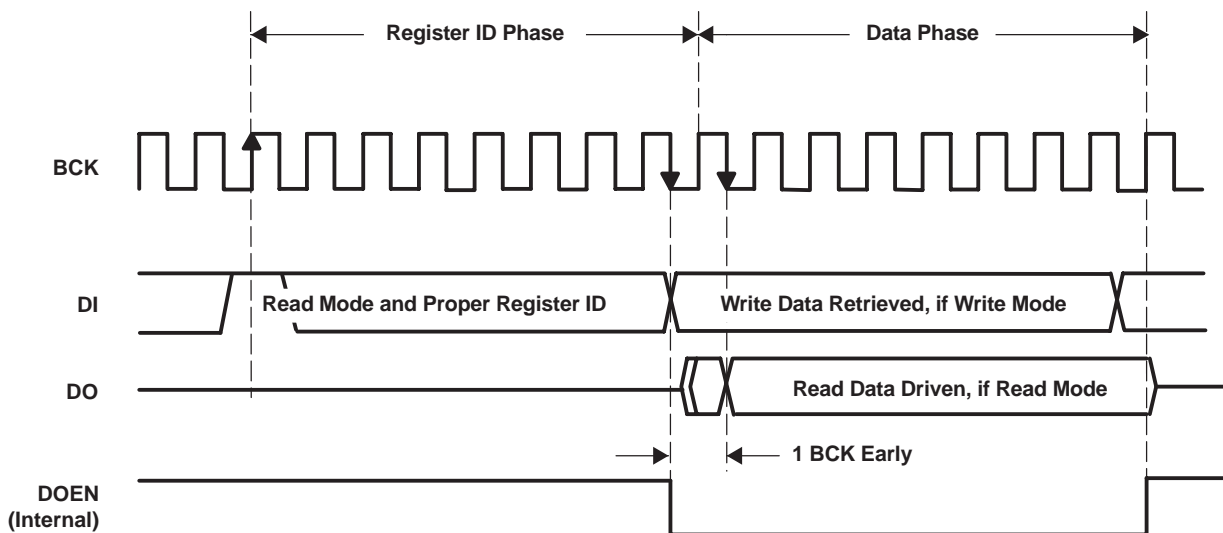 Register ID Phase
Data Phase
BCK
DI
Read Mode and Proper Register ID
Write Data Retrieved, if Write Mode
DO
Read Data Driven, if Read Mode
1 BCK Early
DOEN
(Internal)